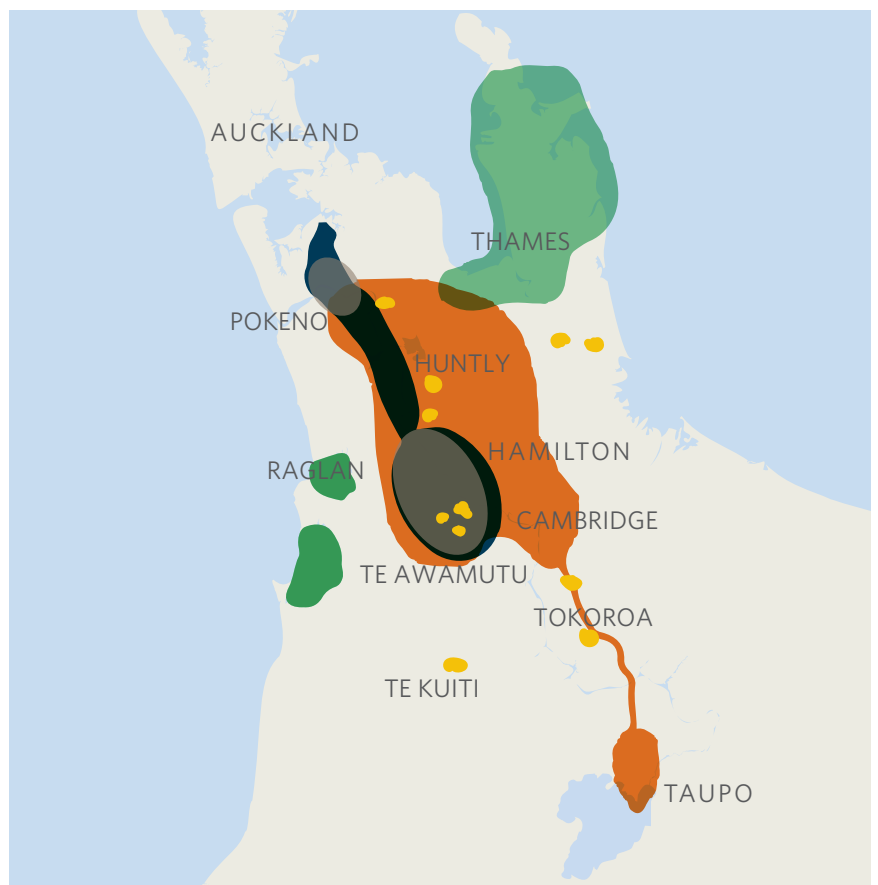 AUCKLAND
THAMES
POKENO
HUNTLY
HAMILTON
RAGLAN
CAMBRIDGE
TE AWAMUTU
TOKOROA
TE KUITI
TAUPO